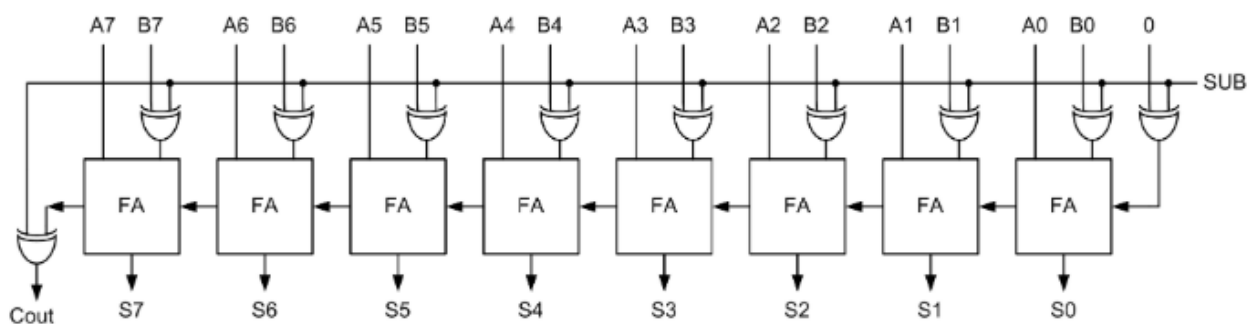 A7 B7 A6 B6 A5 B5 A4 B4 A3 B3 A2 B2 A1 B1 A0 B0 0
SUB
FA FA FA FA FA FA FA FA
Cout S7 S6 S5 S4 S3 S2 S1 S0